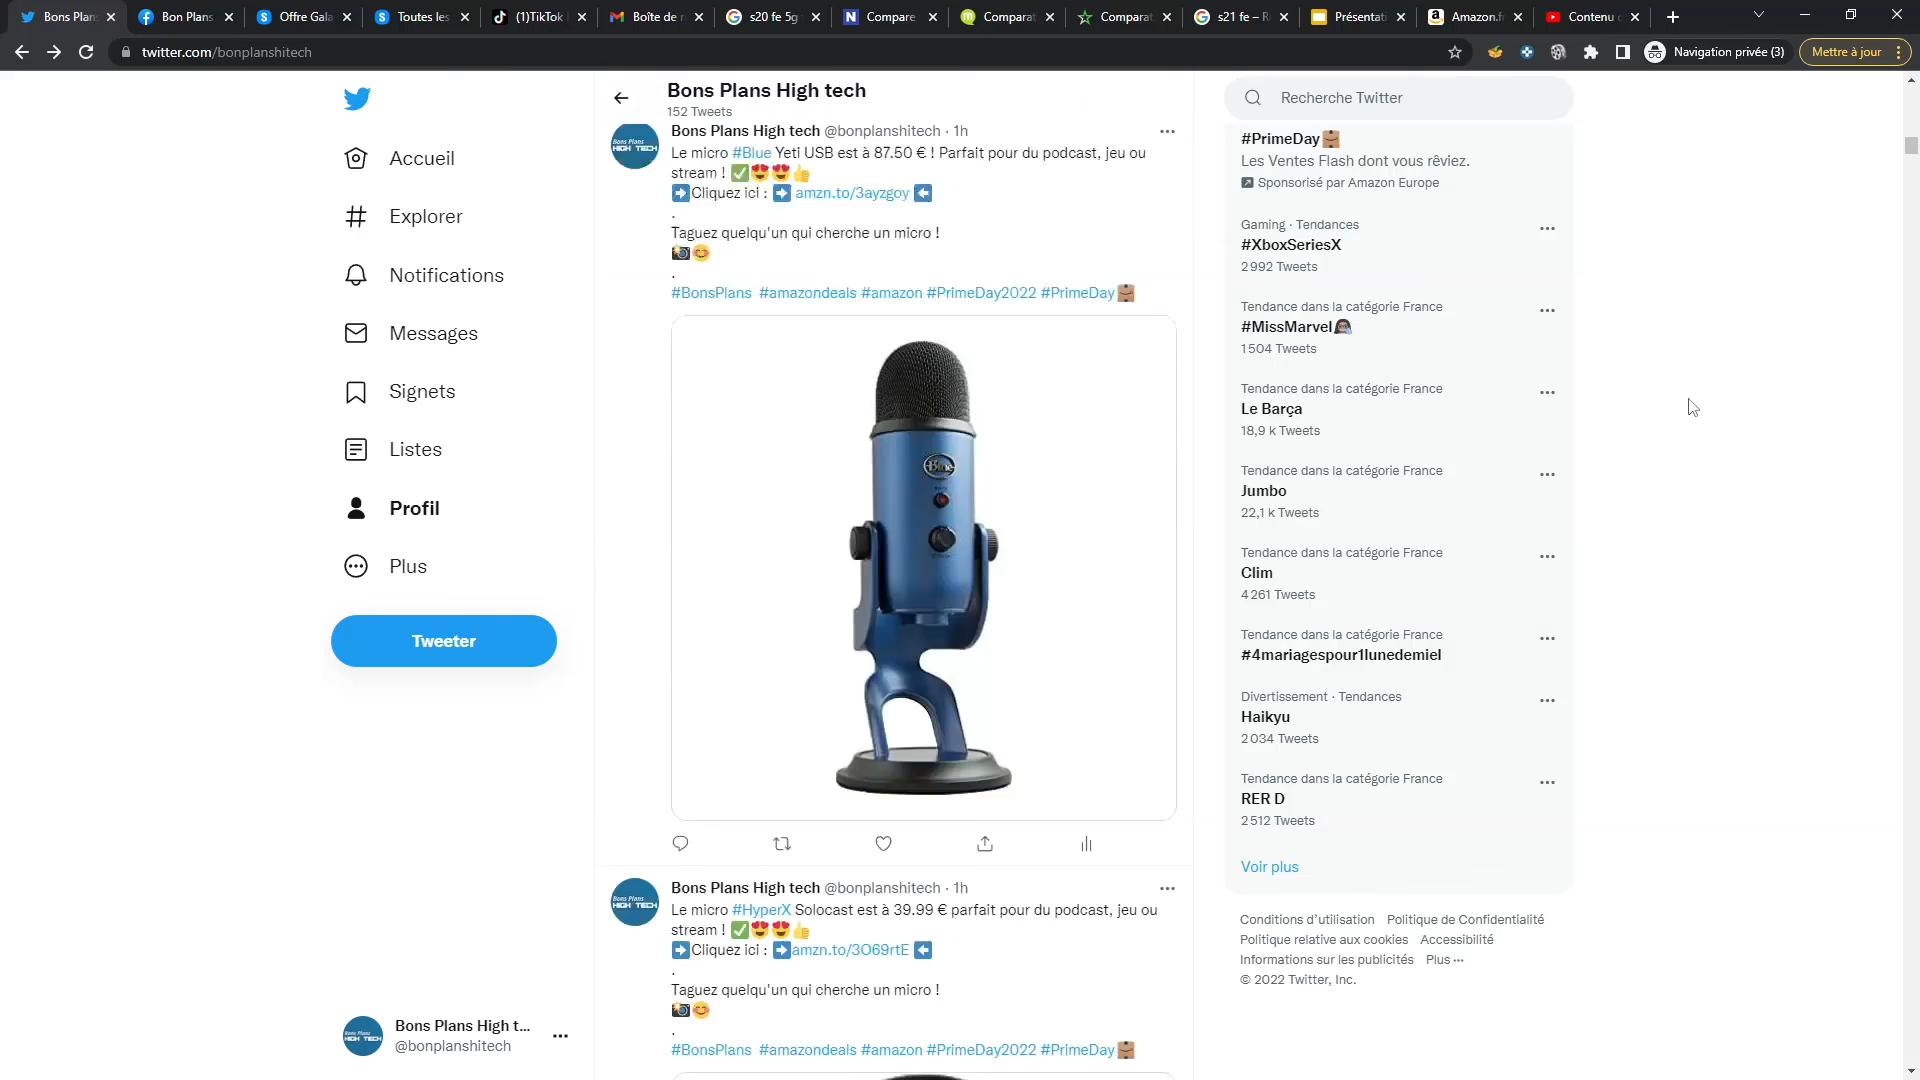 Bons Plan
Bon Plans
Offre Gala
Toutes les
(1)TikTok
Boîte de r
s20 fe 5g
Compare
Comparat
Comparat
s21 fe – R
Présentati
Amazon.f
Contenu
twitter.com/bonplanshitech
Navigation privée (3)
Mettre à jour
Accueil
Explorer
Notifications
Messages
Signets
Listes
Profil
Plus
Tweeter
Bons Plans High t...
@bonplanshitech
Bons Plans High tech
152 Tweets
Bons Plans
HIGH TECH
Bons Plans High tech @bonplanshitech · 1h
Le micro #Blue Yeti USB est à 87.50 € ! Parfait pour du podcast, jeu ou
stream ! ✅😍😍👍
➡️Cliquez ici : ➡️ amzn.to/3ayzgoy ⬅️
.
Taguez quelqu'un qui cherche un micro !
📸😊
.
#BonsPlans #amazondeals #amazon #PrimeDay2022 #PrimeDay
Blue
Bons Plans
HIGH TECH
Bons Plans High tech @bonplanshitech · 1h
Le micro #HyperX Solocast est à 39.99 € parfait pour du podcast, jeu ou
stream ! ✅😍😍👍
➡️Cliquez ici : ➡️amzn.to/3O69rtE ⬅️
.
Taguez quelqu'un qui cherche un micro !
📸😊
.
#BonsPlans #amazondeals #amazon #PrimeDay2022 #PrimeDay
Recherche Twitter
#PrimeDay
Les Ventes Flash dont vous rêviez.
Sponsorisé par Amazon Europe
Gaming · Tendances
#XboxSeriesX
2 992 Tweets
Tendance dans la catégorie France
#MissMarvel
1 504 Tweets
Tendance dans la catégorie France
Le Barça
18,9 k Tweets
Tendance dans la catégorie France
Jumbo
22,1 k Tweets
Tendance dans la catégorie France
Clim
4 261 Tweets
Tendance dans la catégorie France
#4mariagespour1lunedemiel
Divertissement · Tendances
Haikyu
2 034 Tweets
Tendance dans la catégorie France
RER D
2 512 Tweets
Voir plus
Conditions d'utilisation Politique de Confidentialité
Politique relative aux cookies Accessibilité
Informations sur les publicités Plus ···
© 2022 Twitter, Inc.